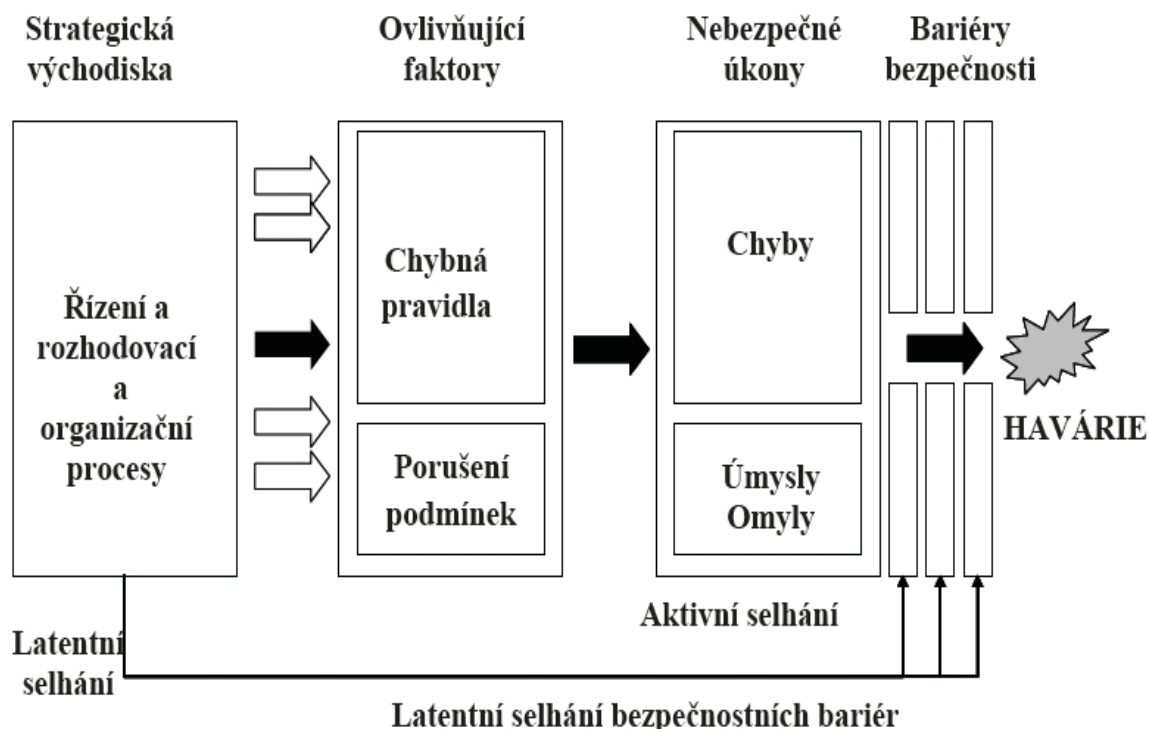 Strategická
východiska
Ovlivňující
faktory
Nebezpečné
úkony
Bariéry
bezpečnosti
Řízení a
rozhodovací
a
organizační
procesy
Chybná
pravidla
Porušení
podmínek
Chyby
Úmysly
Omyly
HAVÁRIE
Aktivní selhání
Latentní
selhání
Latentní selhání bezpečnostních bariér